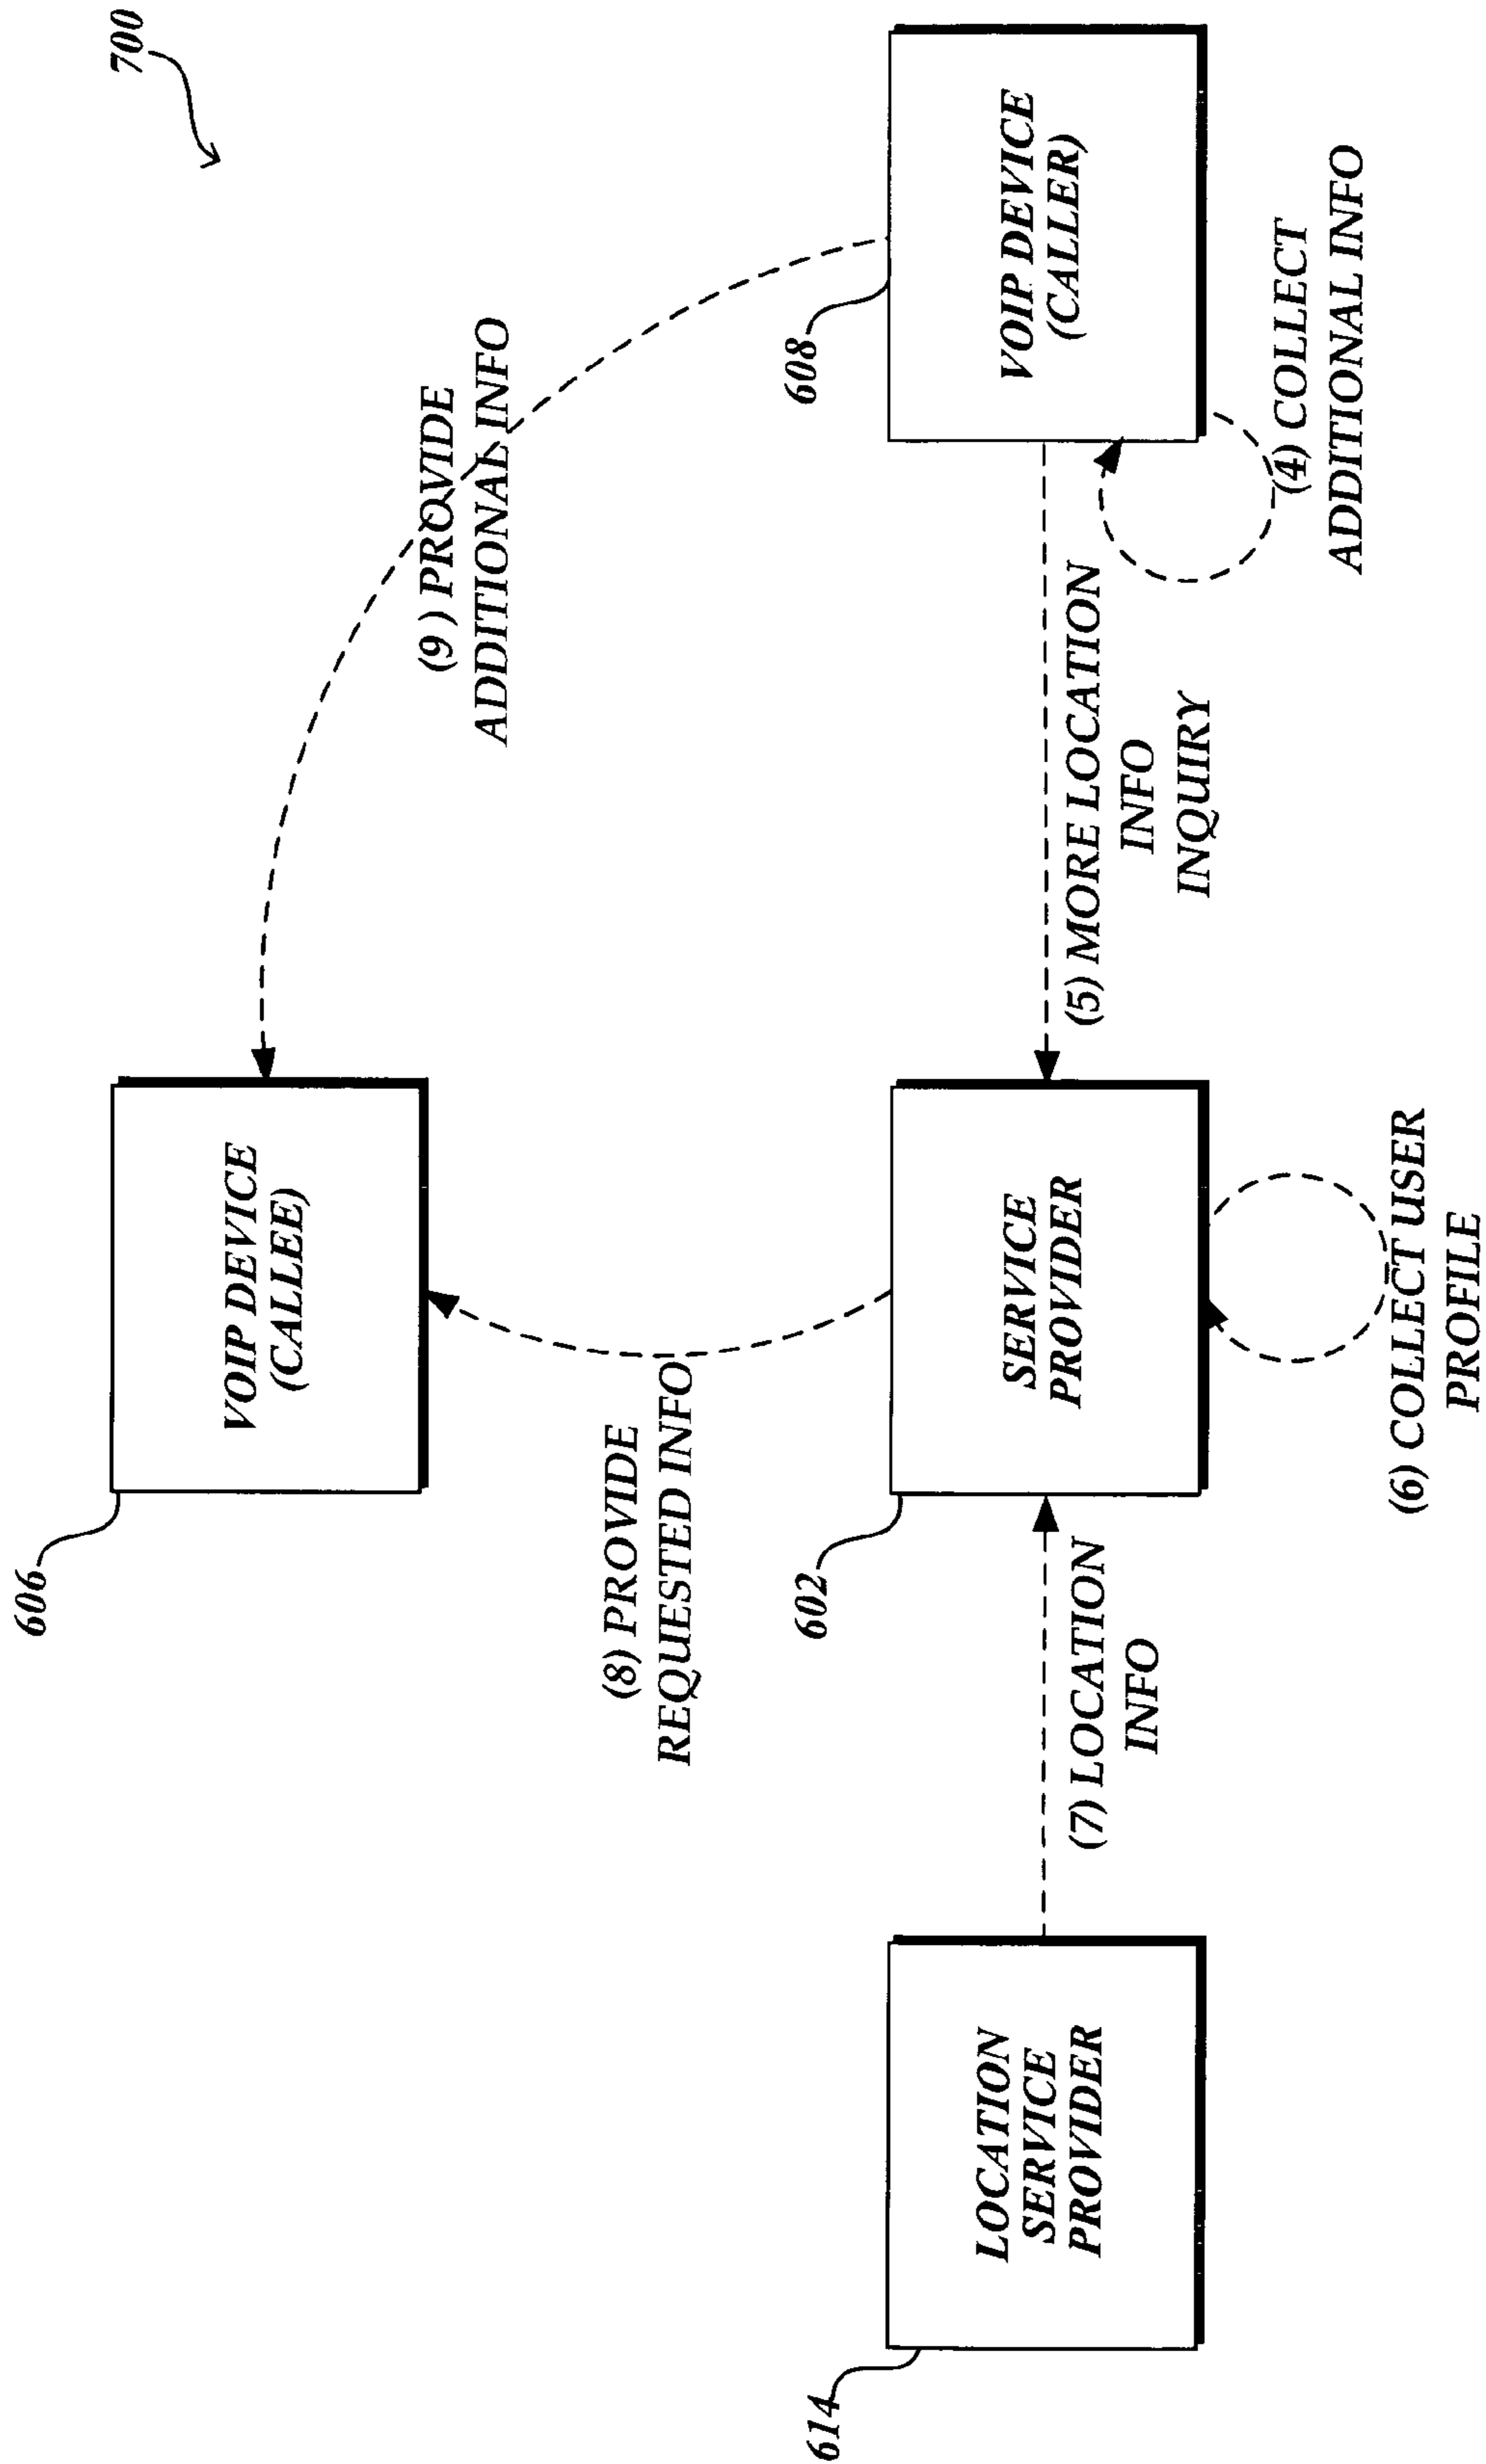 606
700
VOIP DEVICE
(CALLEE)
(9) PROVIDE
ADDITIONAL INFO
(8) PROVIDE
REQUESTED INFO
614
602
608
LOCATION
SERVICE
PROVIDER
(7) LOCATION
INFO
SERVICE
PROVIDER
(5) MORE LOCATION
INFO
INQUIRY
VOIP DEVICE
(CALLER)
(4) COLLECT
ADDITIONAL INFO
(6) COLLECT USER
PROFILE